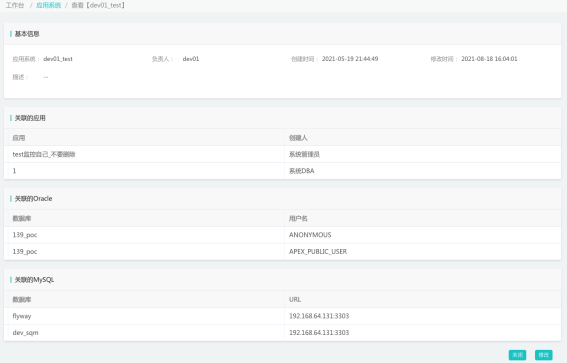 工作台 / 应用系统 / 查看【dev01_test】
基本信息
应用系统： dev01_test 负责人： dev01 创建时间： 2021-05-19 21:44:49 修改时间： 2021-08-18 16:04:01
描述： --
关联的应用
应用 创建人
test监控自己_不要删除 系统管理员
1 系统DBA
关联的Oracle
数据库 用户名
139_poc ANONYMOUS
139_poc APEX_PUBLIC_USER
关联的MySQL
数据库 URL
flyway 192.168.64.131:3303
dev_sqm 192.168.64.131:3303
关闭 修改